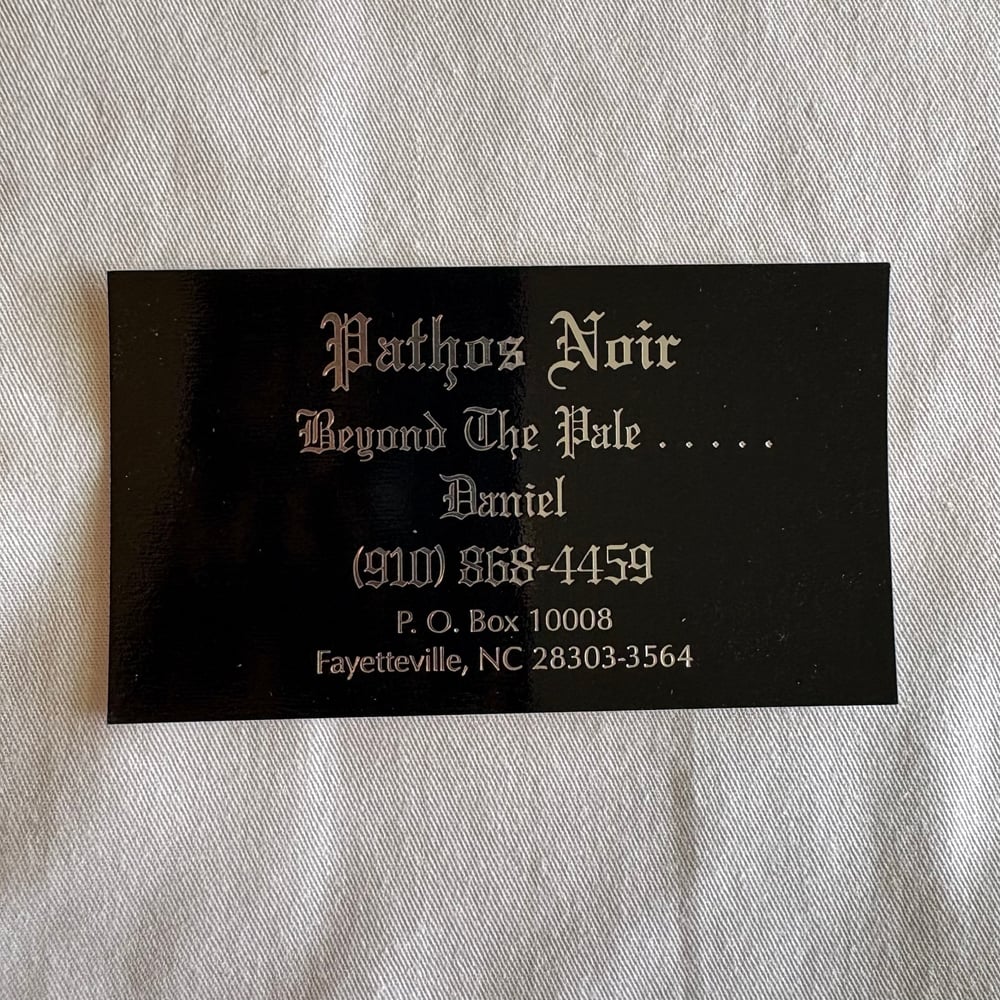 Pathos Noir
Beyond The Pale . . . . .
Daniel
(910) 868-4459
P. O. Box 10008
Fayetteville, NC 28303-3564